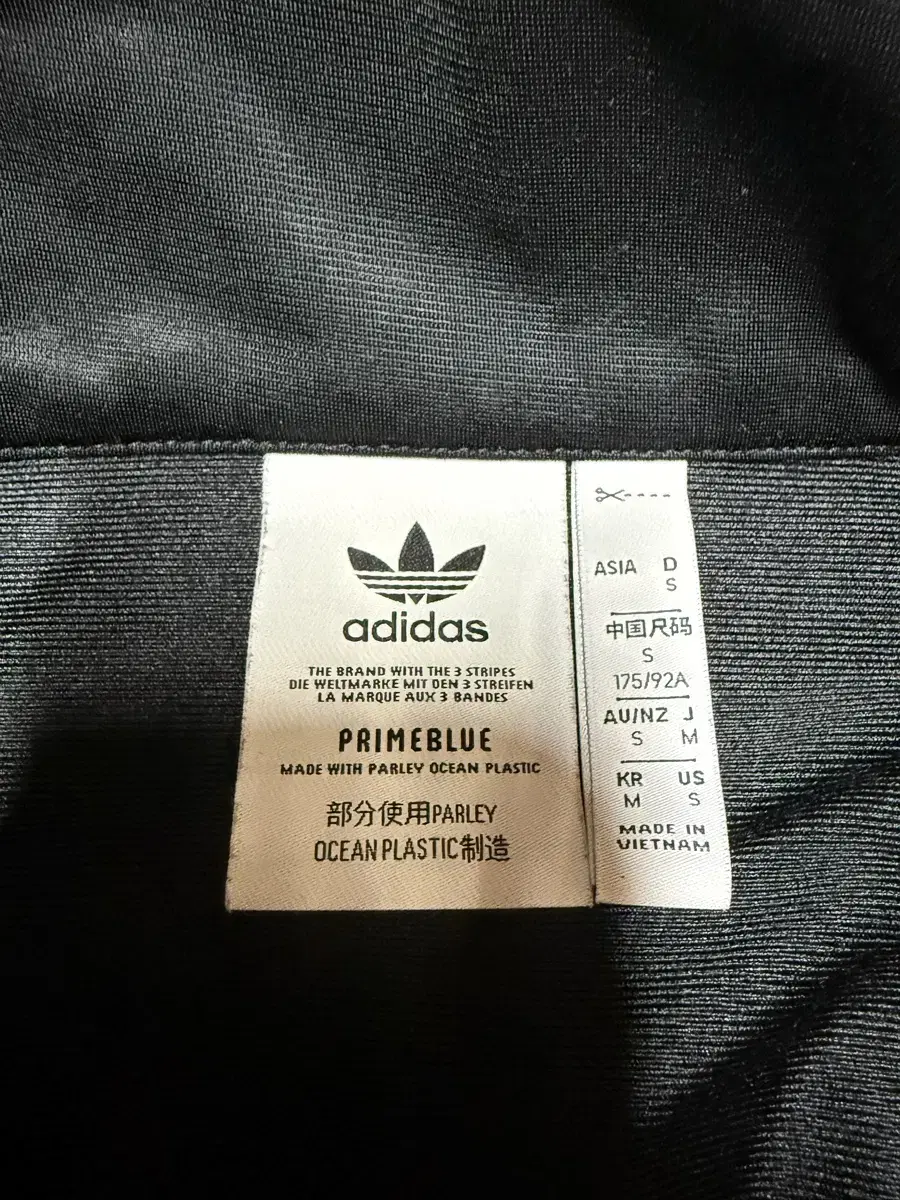 adidas
THE BRAND WITH THE 3 STRIPES
DIE WELTMARKE MIT DEN 3 STREIFEN
LA MARQUE AUX 3 BANDES
PRIMEBLUE
MADE WITH PARLEY OCEAN PLASTIC
部分使用PARLEY
OCEAN PLASTIC制造
ASIA D
S
中国尺码
S
175/92A
AU/NZ J
S M
KR US
M S
MADE IN
VIETNAM